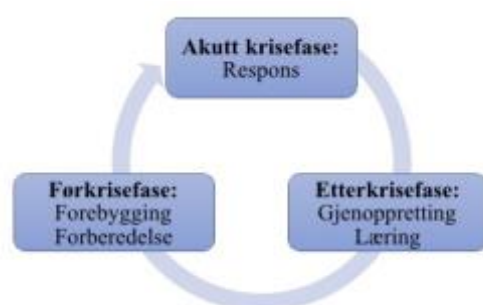 Akutt krisefase:
Respons
Førkrisefase:
Forebygging
Forberedelse
Etterkrisefase:
Gjenoppretting
Læring